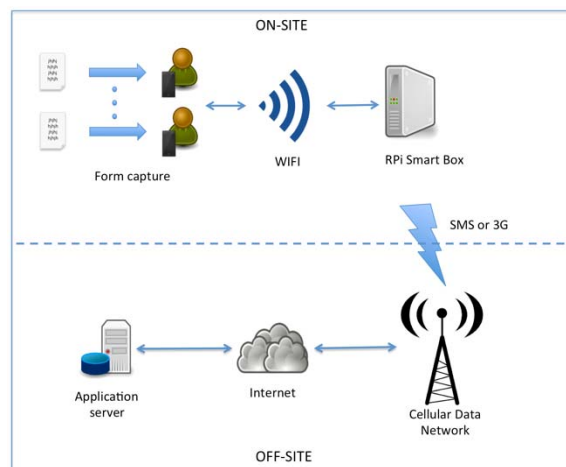 ON-SITE
Form capture
WIFI
RPi Smart Box
SMS or 3G
Application
server
Internet
Cellular Data
Network
OFF-SITE